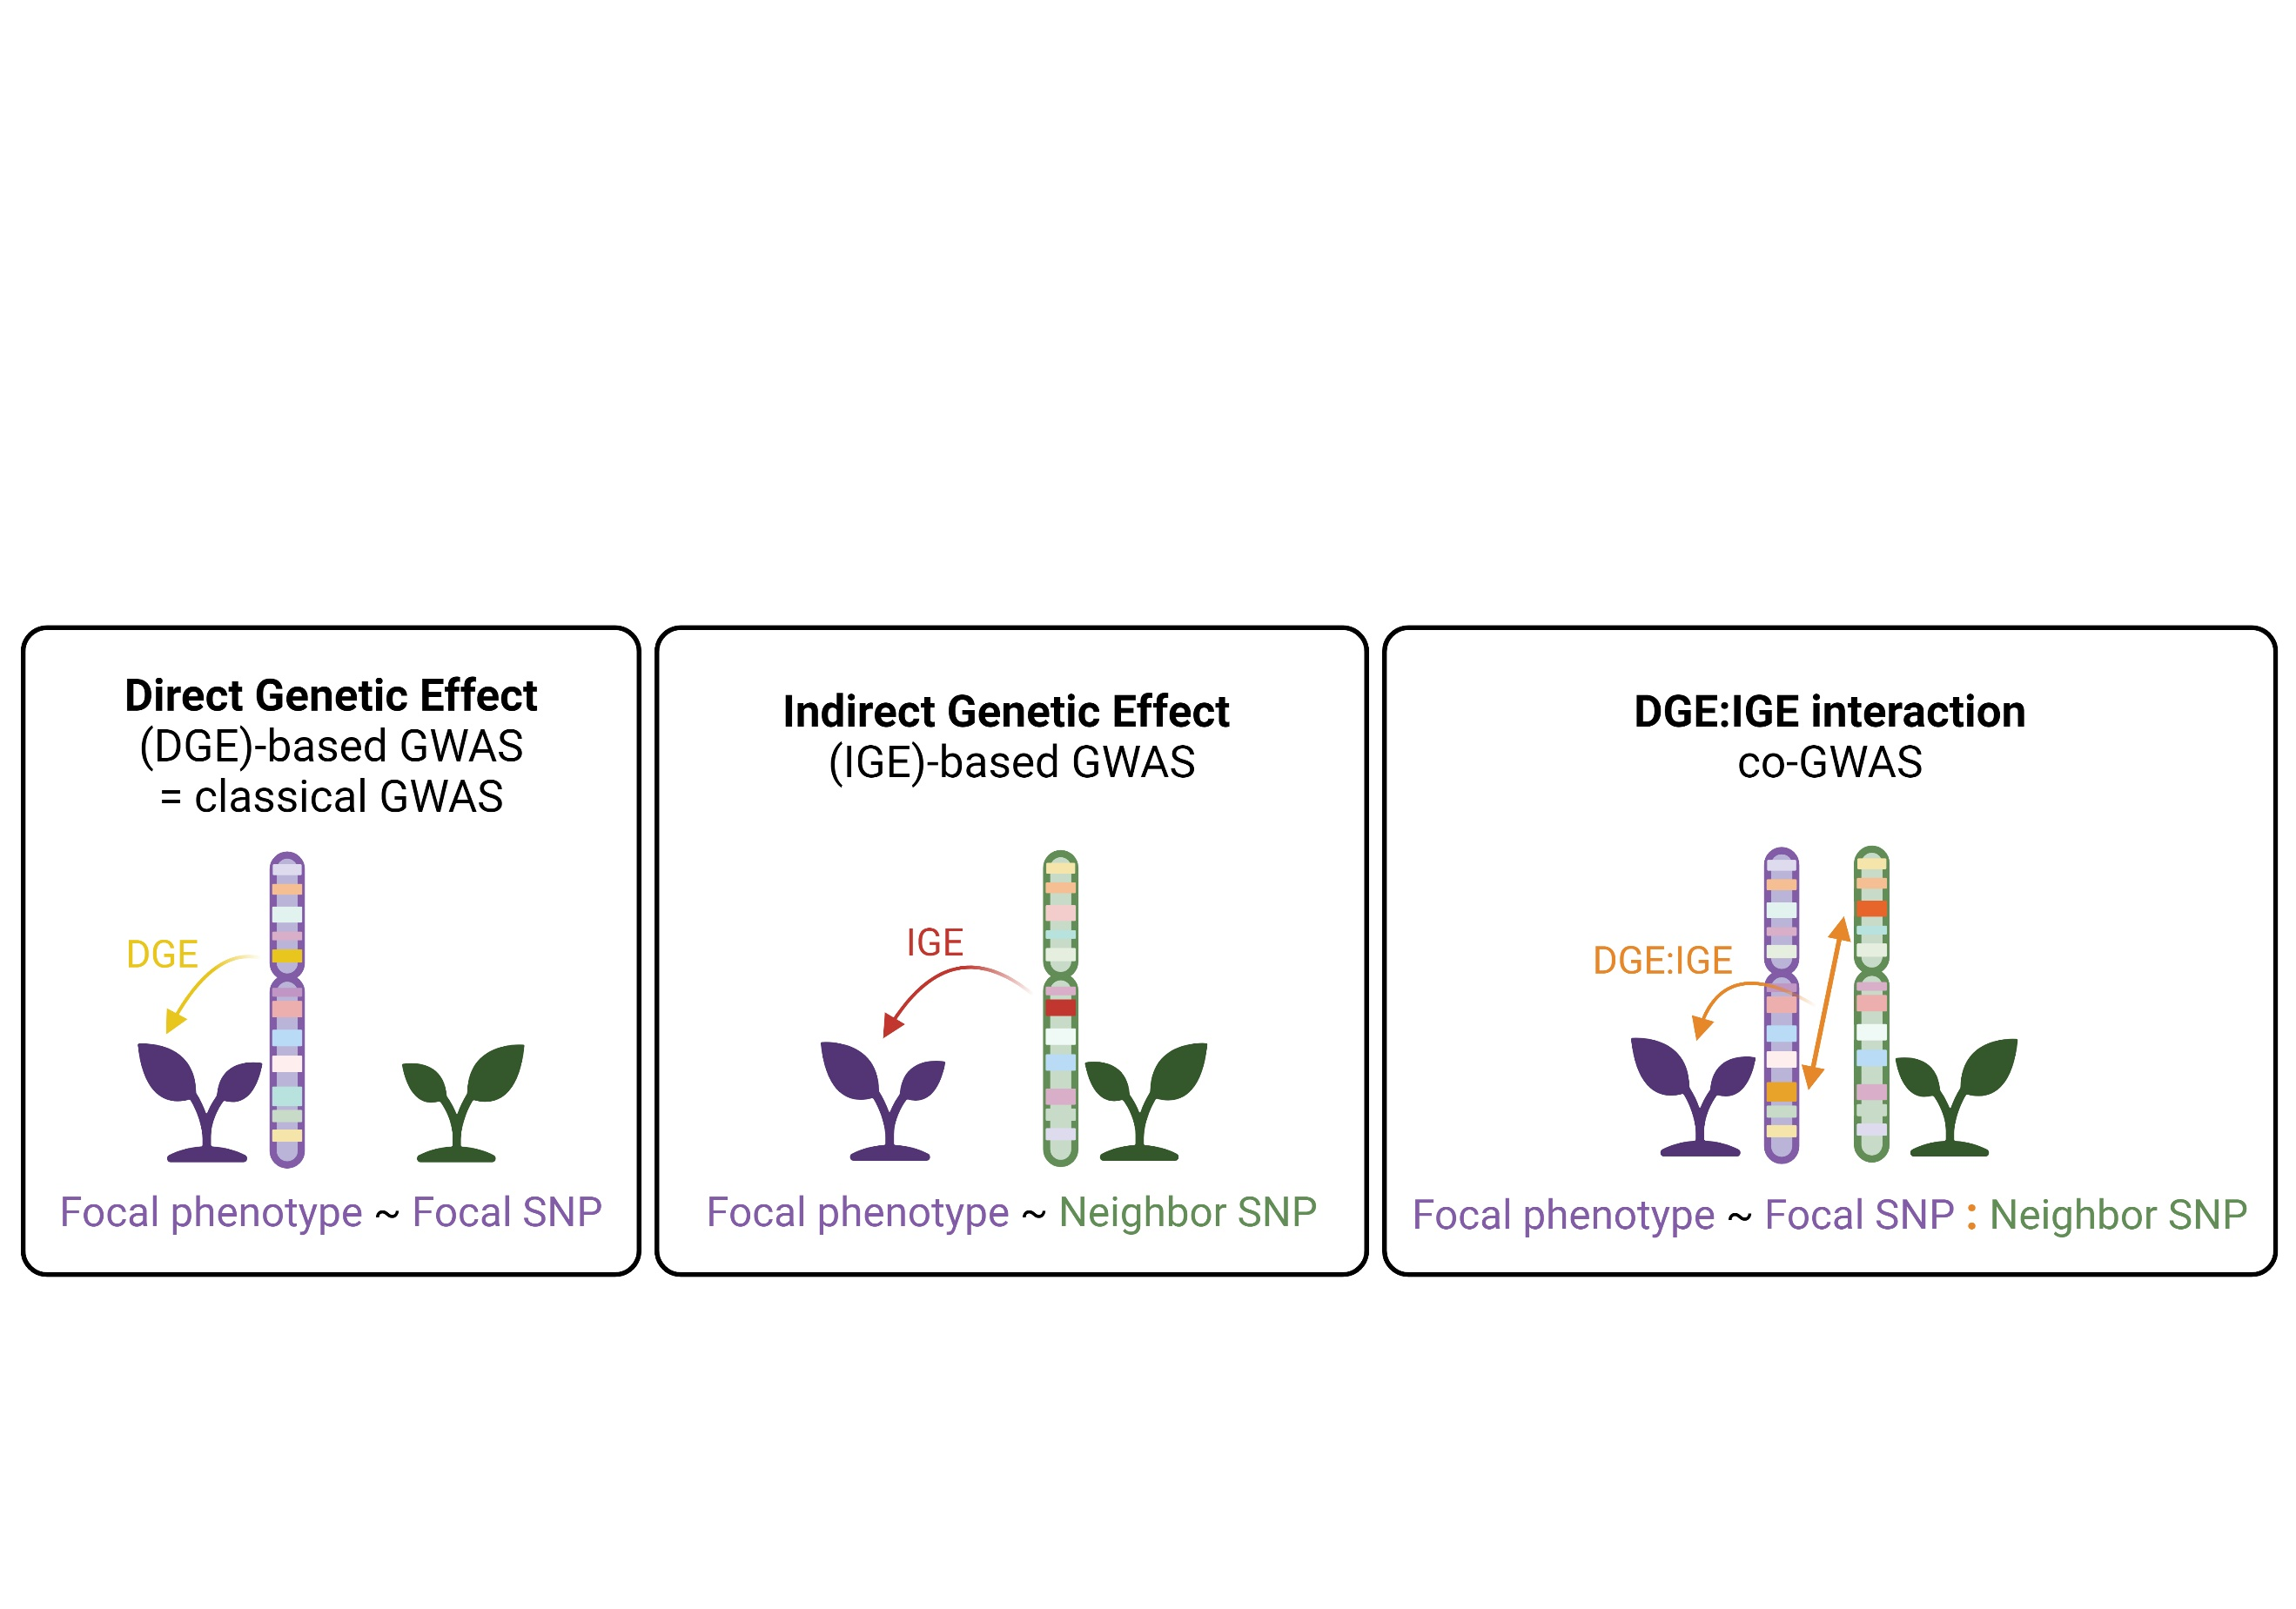 Direct Genetic Effect
(DGE)-based GWAS
= classical GWAS
DGE
Focal phenotype ~ Focal SNP
Indirect Genetic Effect
(IGE)-based GWAS
IGE
Focal phenotype ~ Neighbor SNP
DGE:IGE interaction
co-GWAS
DGE:IGE
Focal phenotype ~ Focal SNP : Neighbor SNP